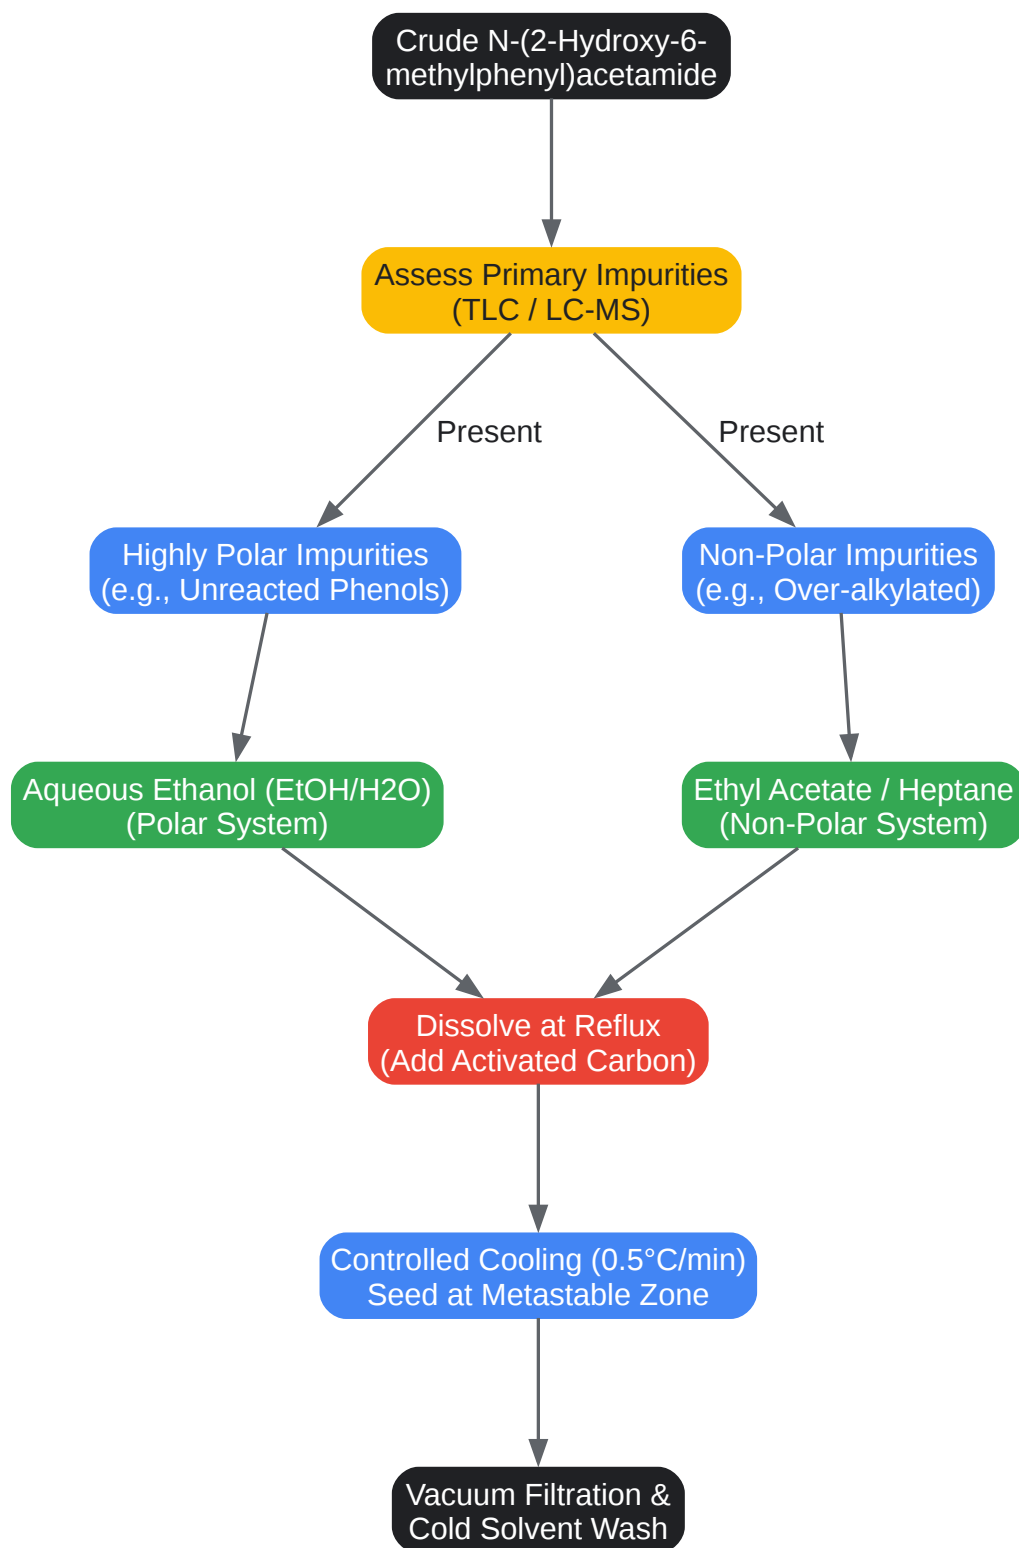 Crude N-(2-Hydroxy-6-
methylphenyl)acetamide
Assess Primary Impurities
(TLC / LC-MS)
Present
Present
Highly Polar Impurities
(e.g., Unreacted Phenols)
Non-Polar Impurities
(e.g., Over-alkylated)
Aqueous Ethanol (EtOH/H2O)
(Polar System)
Ethyl Acetate / Heptane
(Non-Polar System)
Dissolve at Reflux
(Add Activated Carbon)
Controlled Cooling (0.5°C/min)
Seed at Metastable Zone
Vacuum Filtration &
Cold Solvent Wash